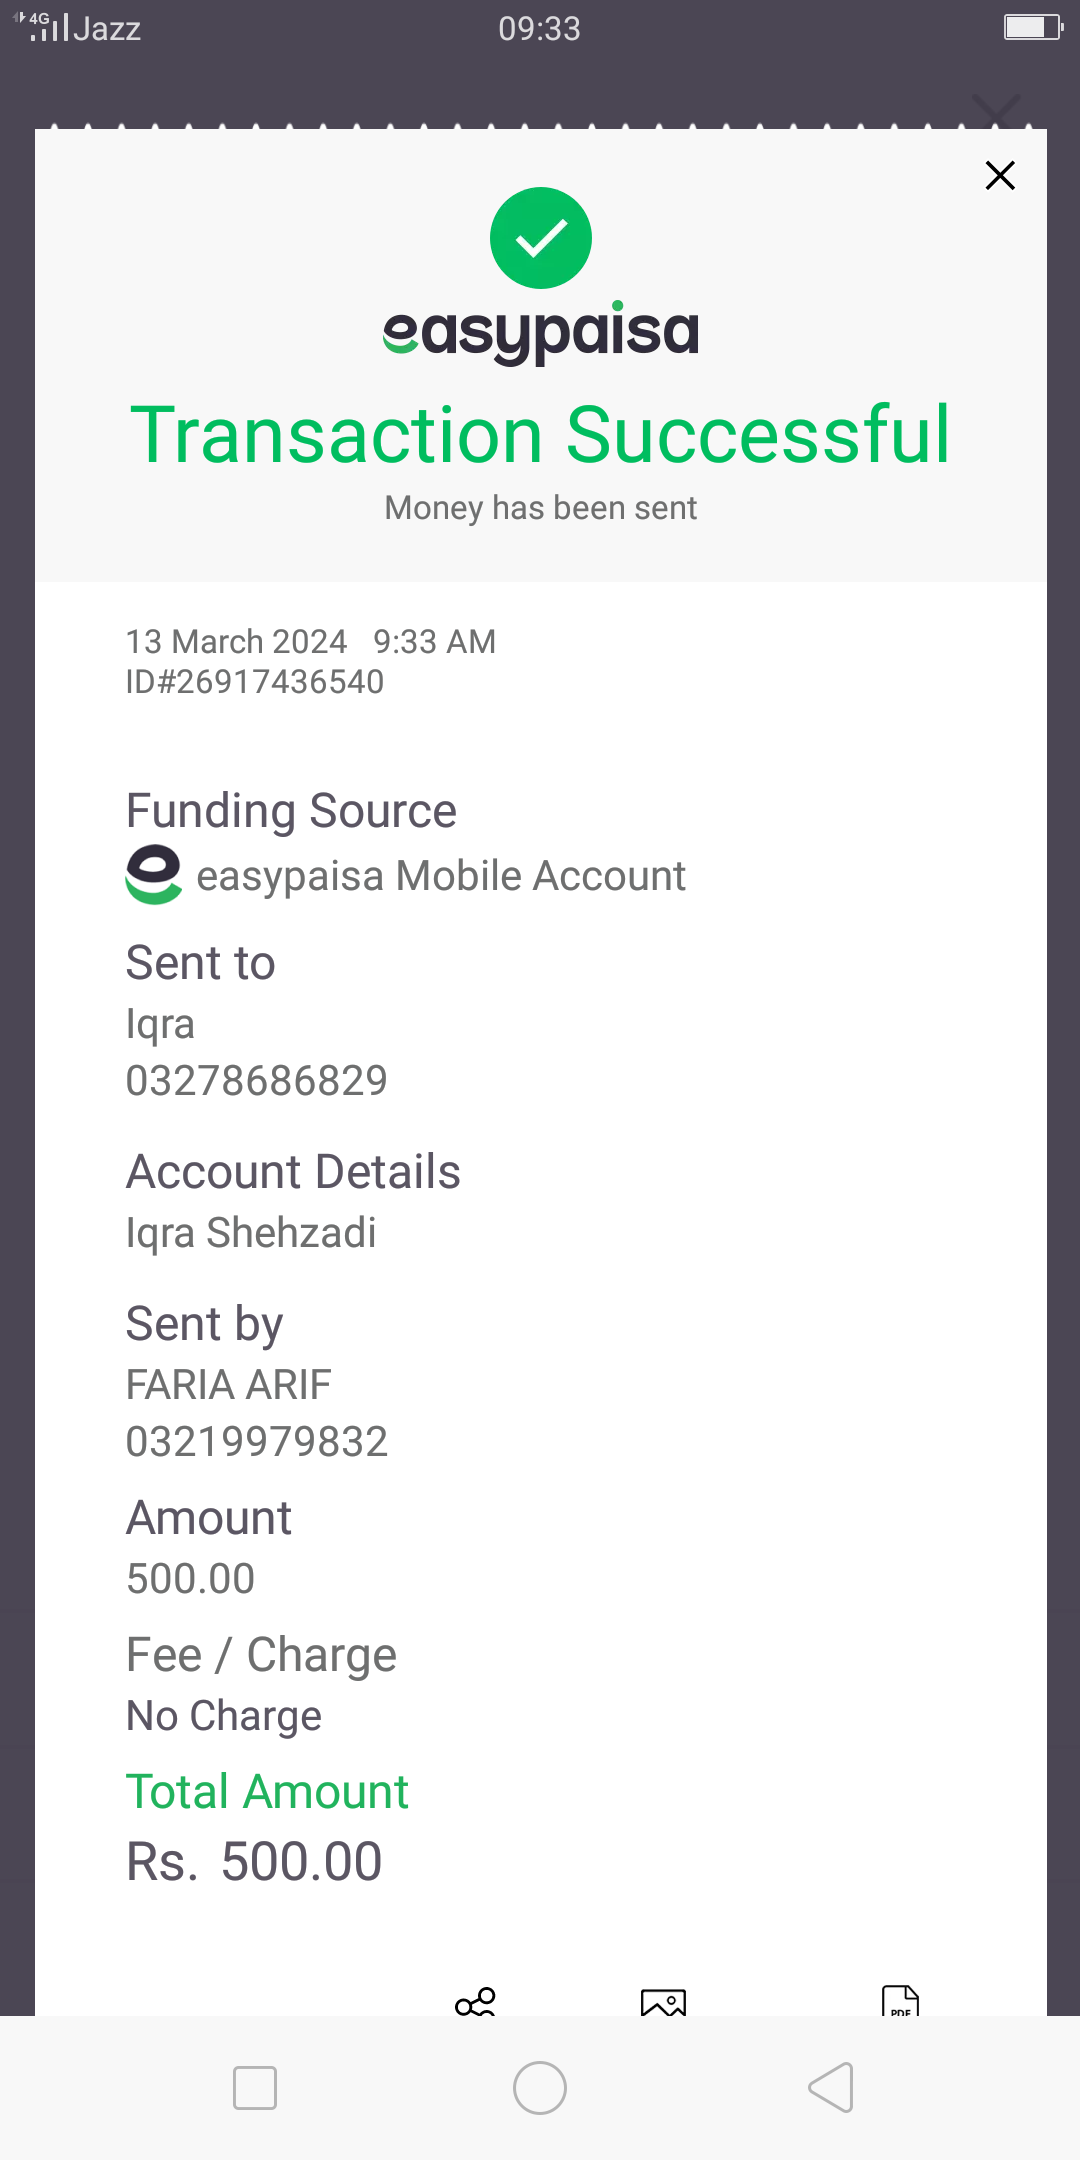 4G Jazz 09:33
easypaisa
Transaction Successful
Money has been sent
13 March 2024 9:33 AM
ID#26917436540
Funding Source
easypaisa Mobile Account
Sent to
Iqra
03278686829
Account Details
Iqra Shehzadi
Sent by
FARIA ARIF
03219979832
Amount
500.00
Fee / Charge
No Charge
Total Amount
Rs. 500.00
PDF